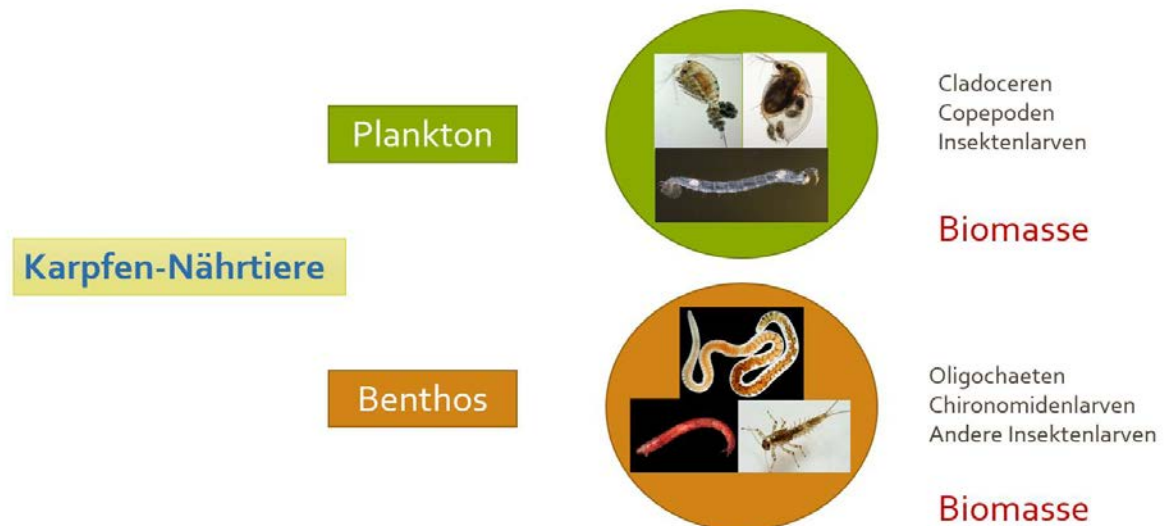 Plankton
Cladoceren
Copepoden
Insektenlarven
Biomasse
Karpfen-Nährtiere
Benthos
Oligochaeten
Chironomidenlarven
Andere Insektenlarven
Biomasse